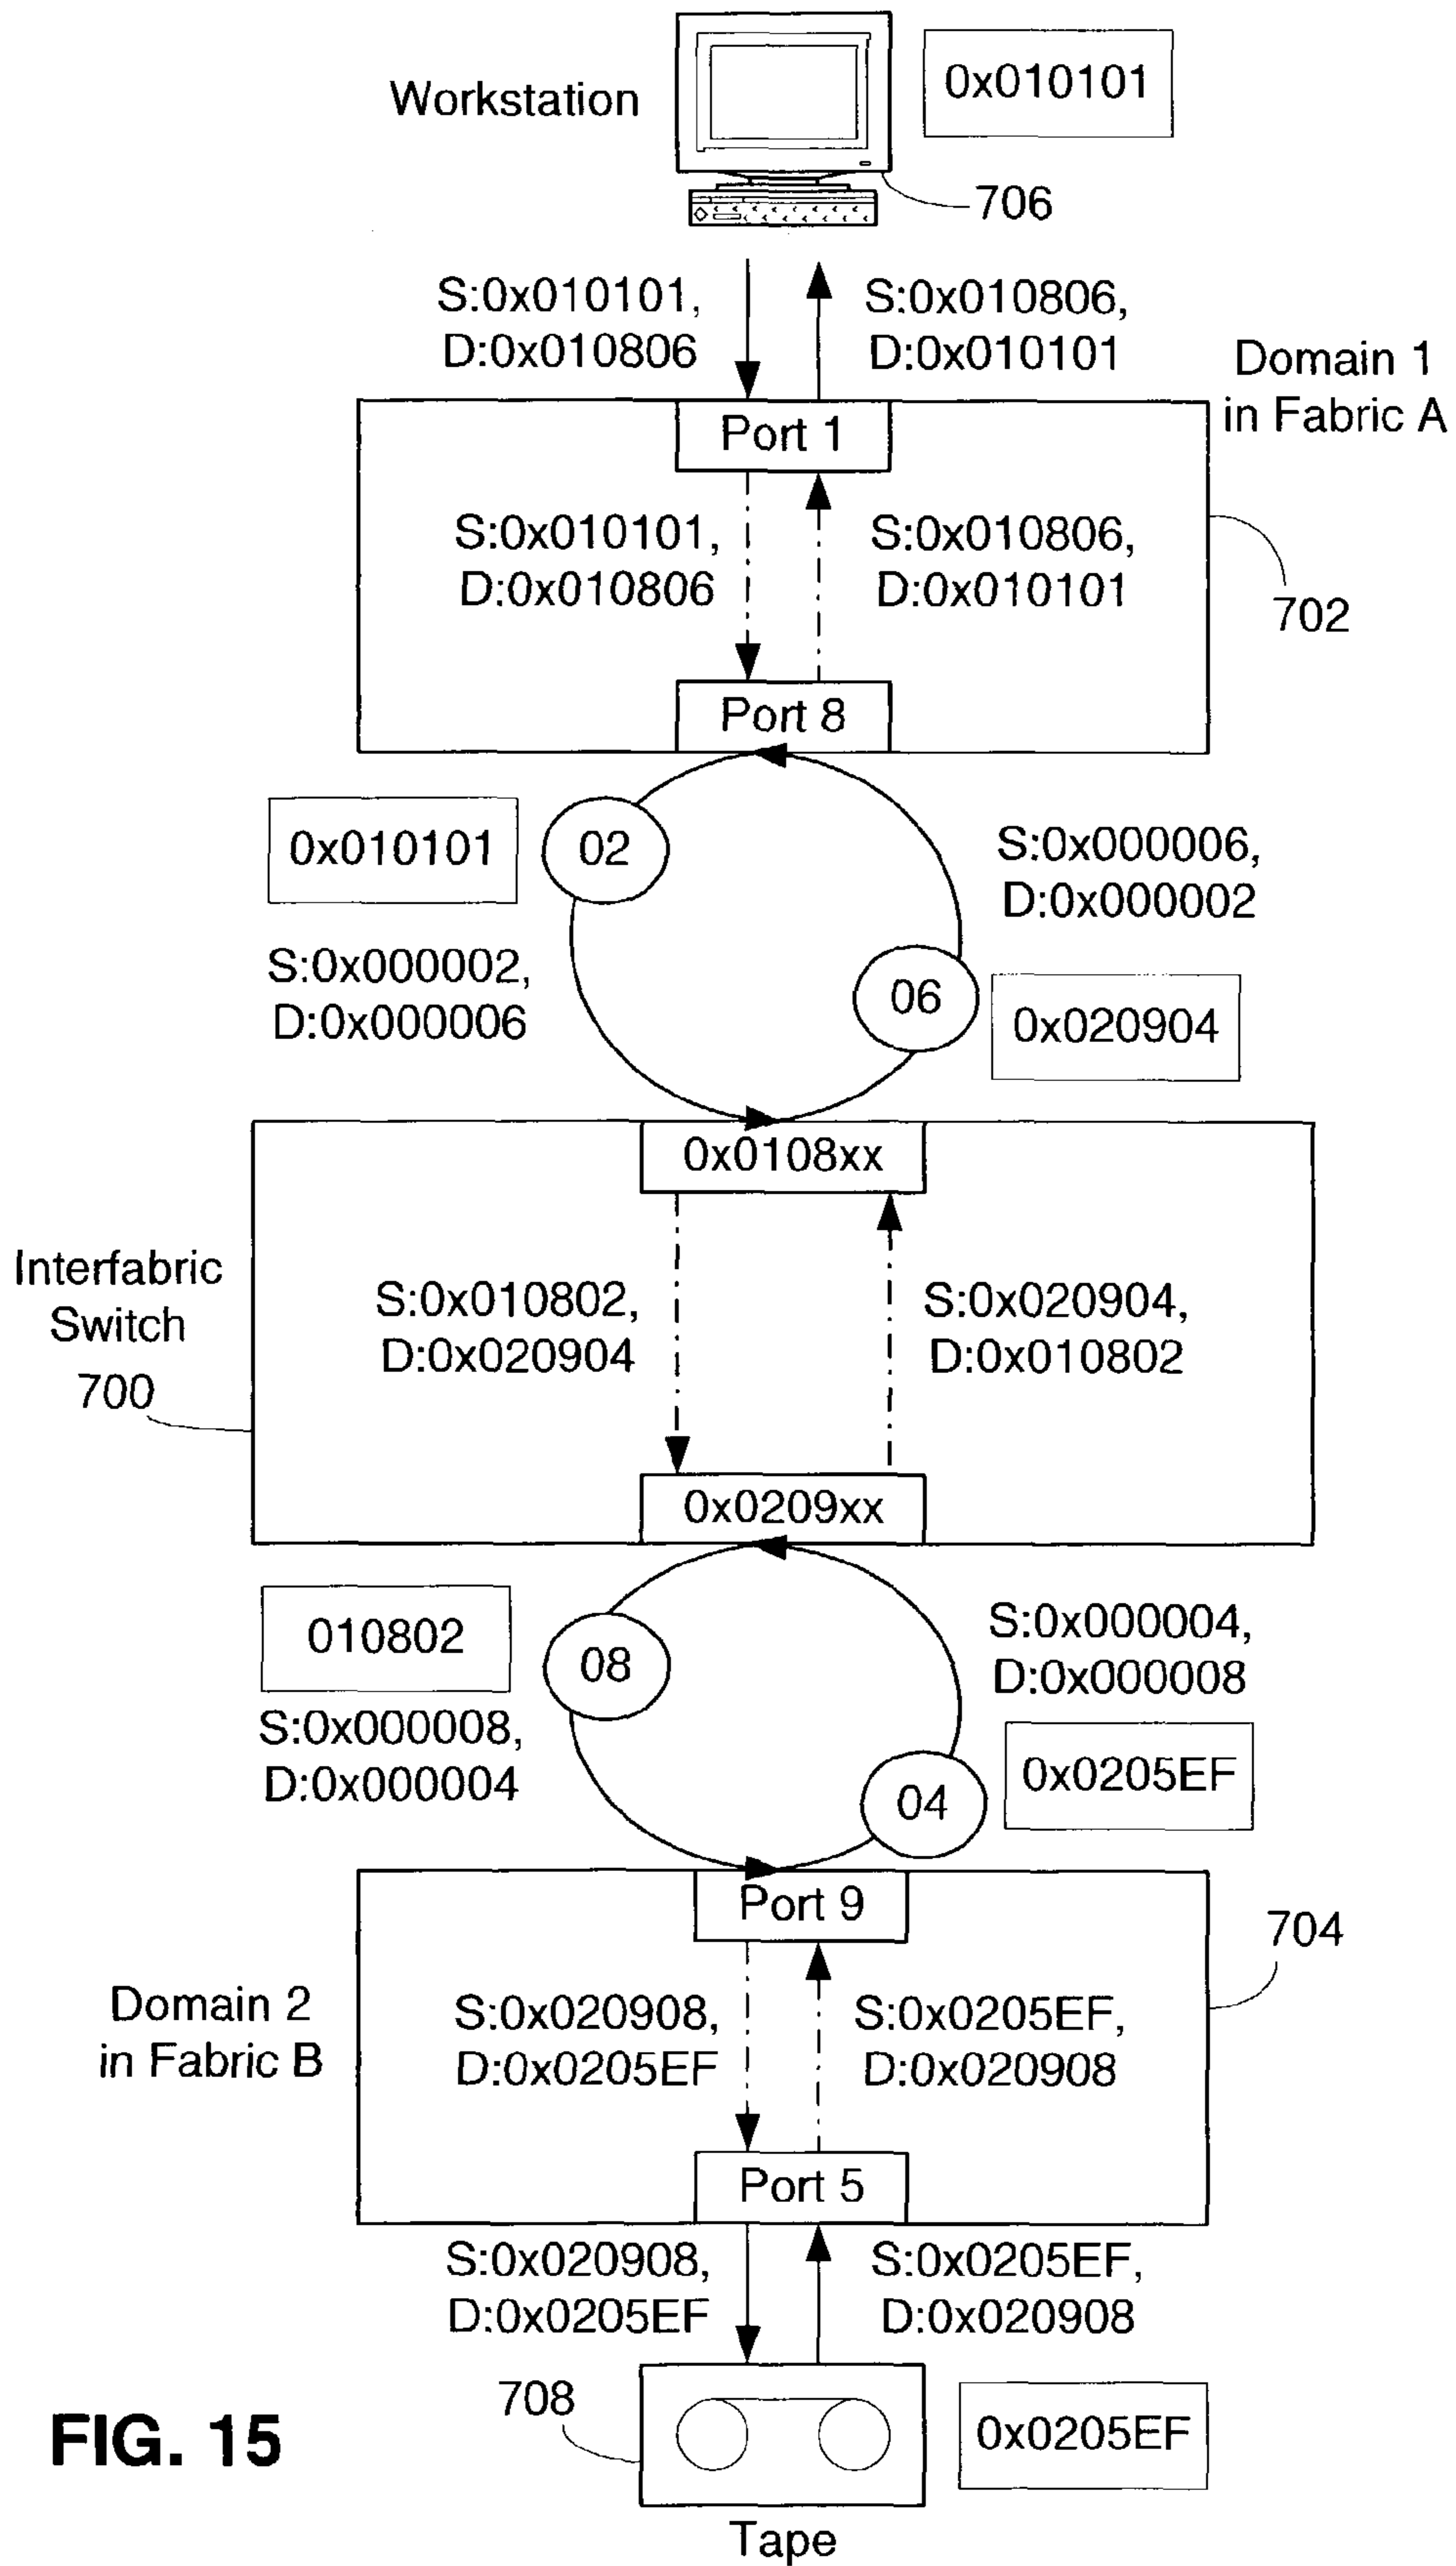 Workstation
0x010101
706
S:0x010101,
D:0x010806
S:0x010806,
D:0x010101
Domain 1
in Fabric A
Port 1
S:0x010101,
D:0x010806
S:0x010806,
D:0x010101
702
Port 8
0x010101
02
S:0x000006,
D:0x000002
S:0x000002,
D:0x000006
06
0x020904
0x0108xx
Interfabric
Switch
700
S:0x010802,
D:0x020904
S:0x020904,
D:0x010802
0x0209xx
010802
08
S:0x000004,
D:0x000008
S:0x000008,
D:0x000004
04
0x0205EF
Port 9
704
Domain 2
in Fabric B
S:0x020908,
D:0x0205EF
S:0x0205EF,
D:0x020908
Port 5
S:0x020908,
D:0x0205EF
S:0x0205EF,
D:0x020908
708
0x0205EF
FIG. 15
Tape